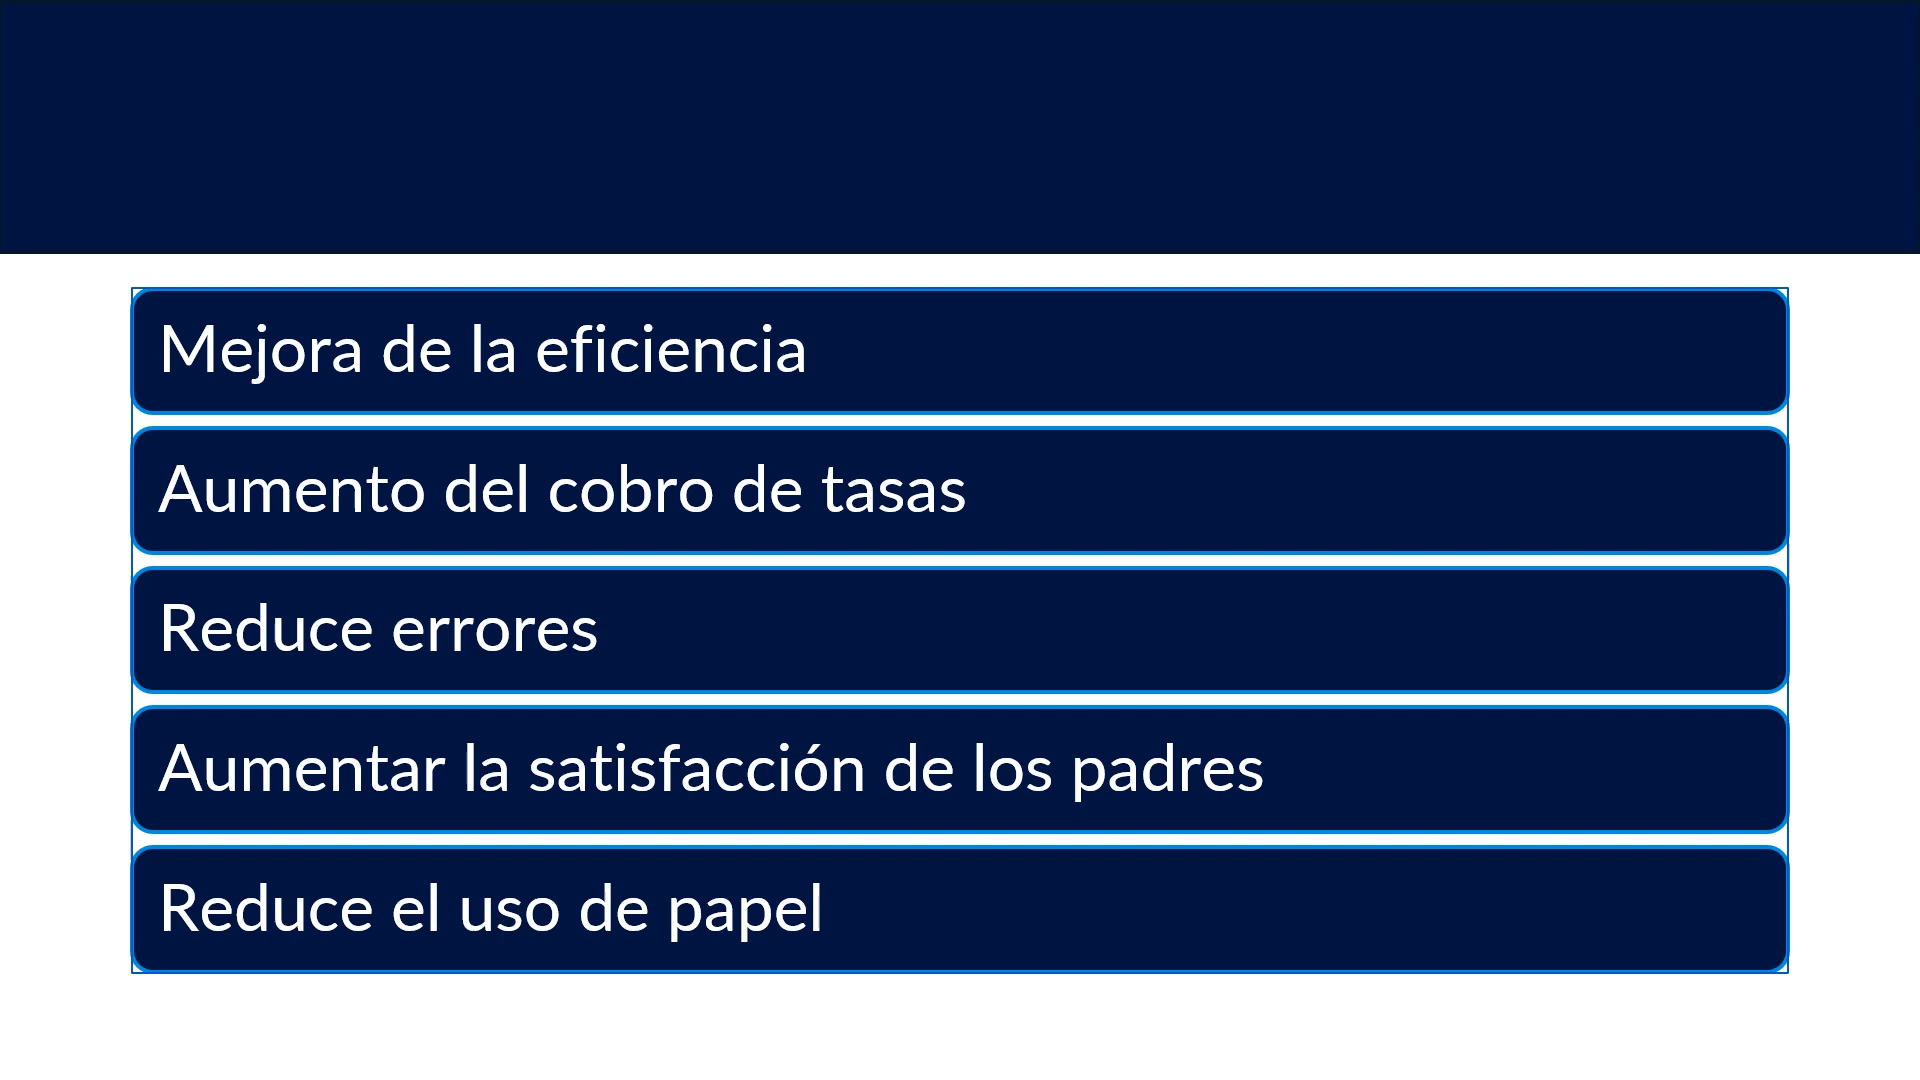 Mejora de la eficiencia
Aumento del cobro de tasas
Reduce errores
Aumentar la satisfacción de los padres
Reduce el uso de papel